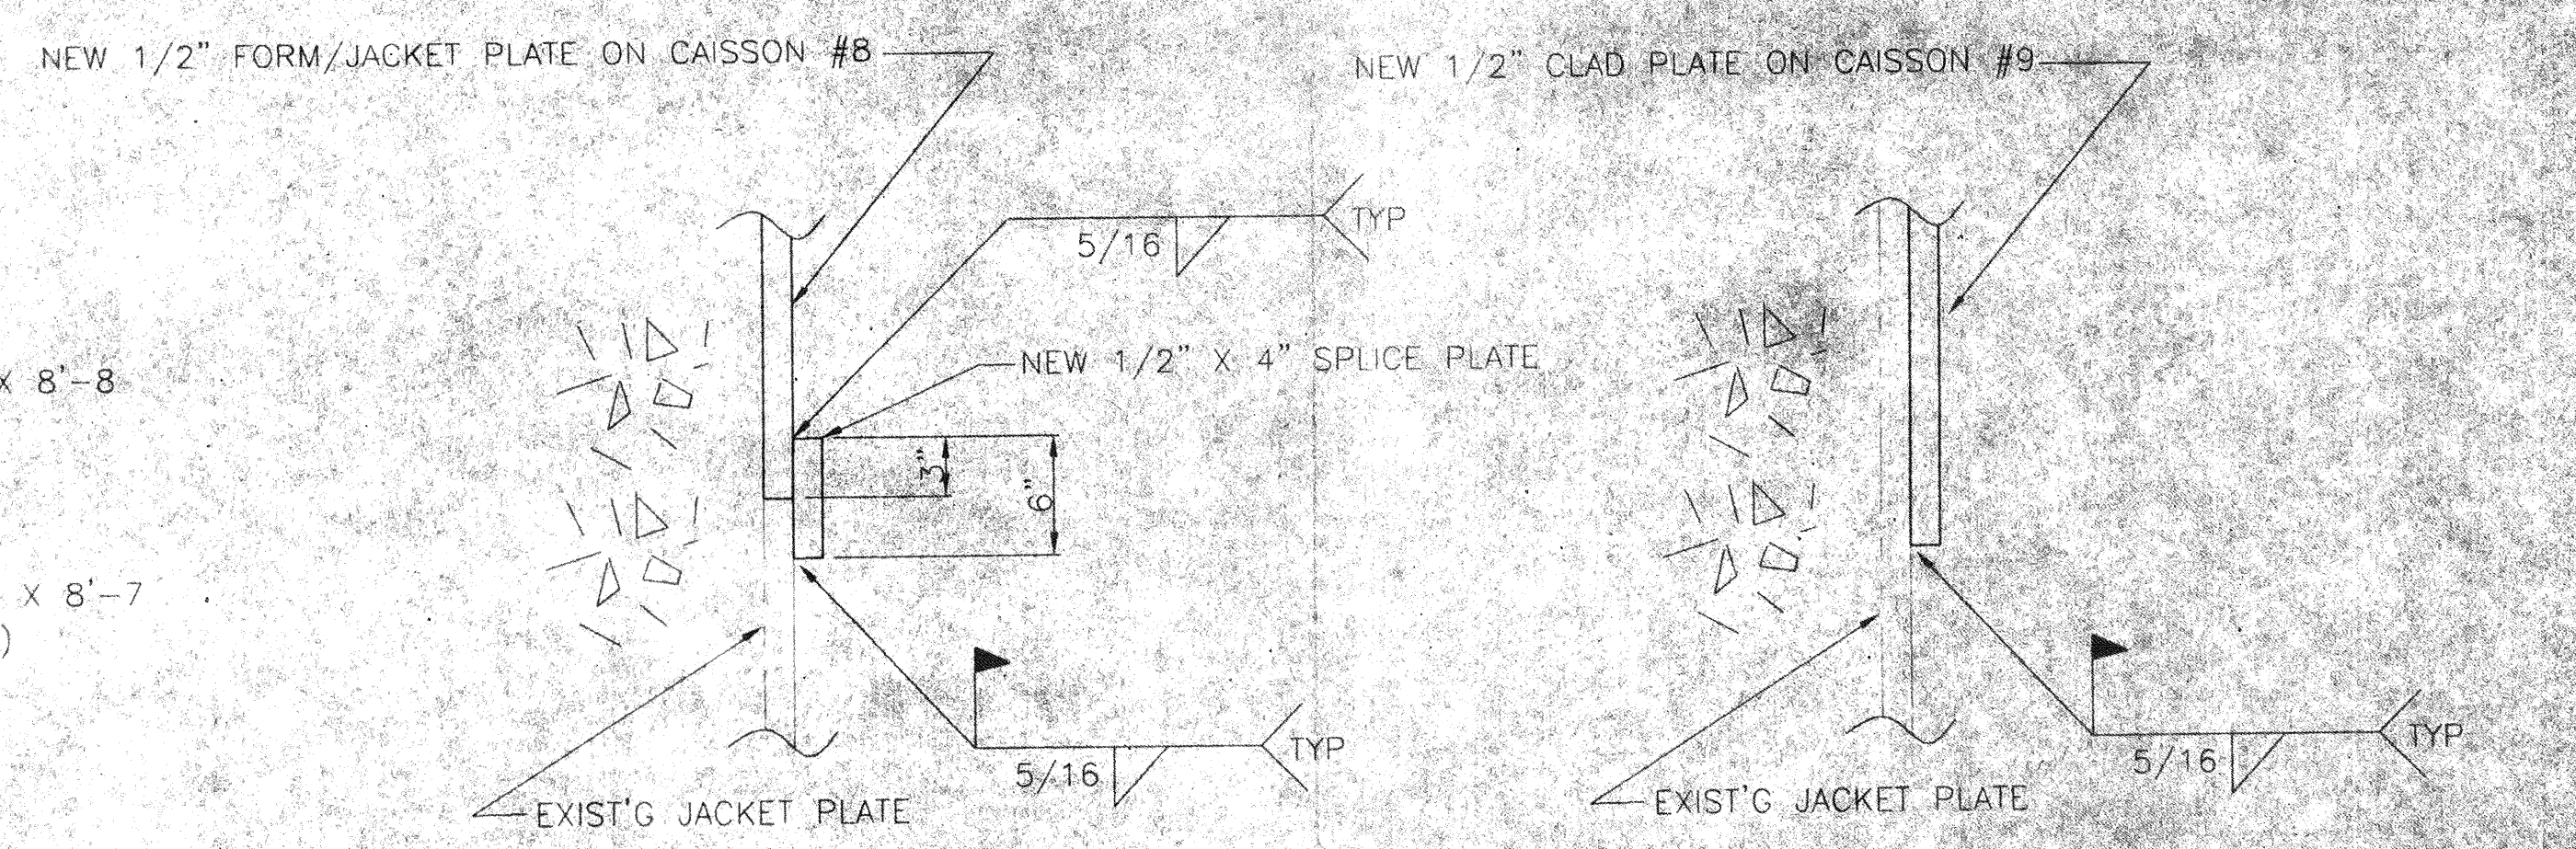 NEW 1/2" FORM/JACKET PLATE ON CAISSON #8
NEW 1/2" CLAD PLATE ON CAISSON #9
5/16
TYP
NEW 1/2" X 4" SPLICE PLATE
X 8'-8
3"
6"
X 8'-7
)
5/16
TYP
EXIST'G JACKET PLATE
5/16
TYP
EXIST'G JACKET PLATE